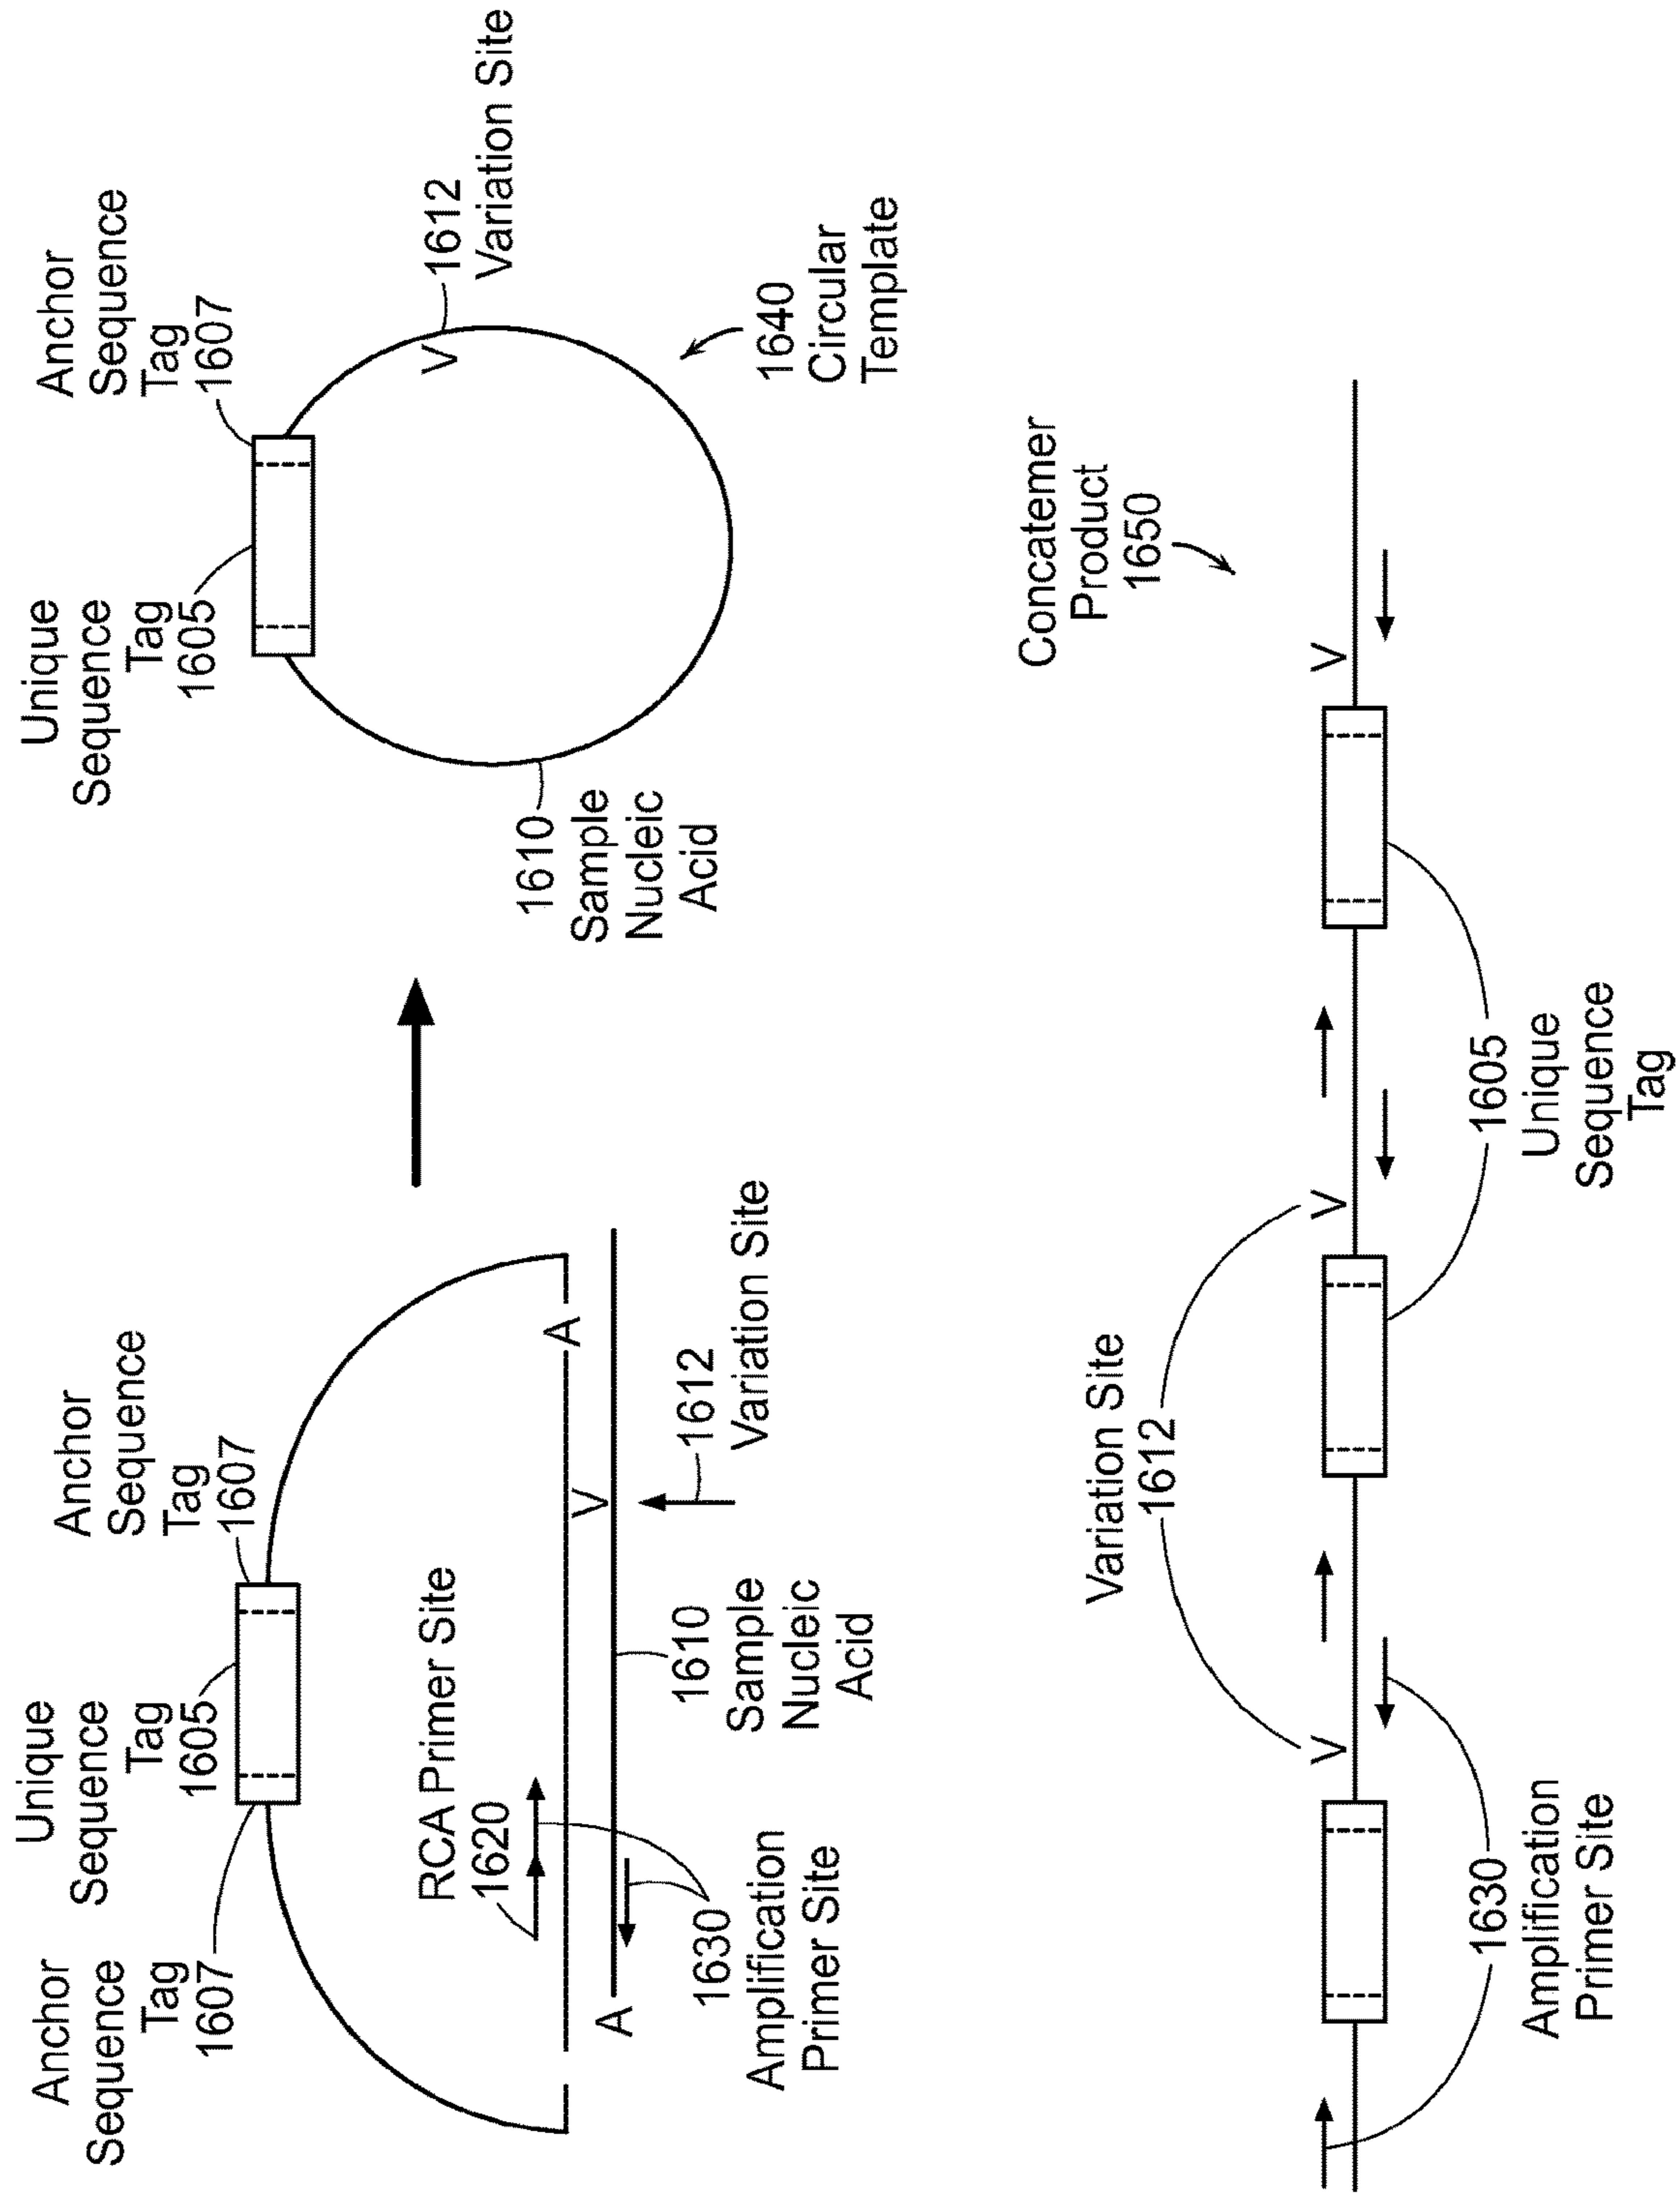 Anchor
Sequence
Tag
1607
Unique
Sequence
Tag
1605
Anchor
Sequence
Tag
1607
RCA Primer Site
1620
A
V
A
1630
Amplification
Primer Site
1610
Sample
Nucleic
Acid
1612
Variation Site
Unique
Sequence
Tag
1605
Anchor
Sequence
Tag
1607
V
1612
Variation Site
1610
Sample
Nucleic
Acid
1640
Circular
Template
Concatemer
Product
1650
Variation Site
1612
V
V
V
1630
Amplification
Primer Site
1605
Unique
Sequence
Tag